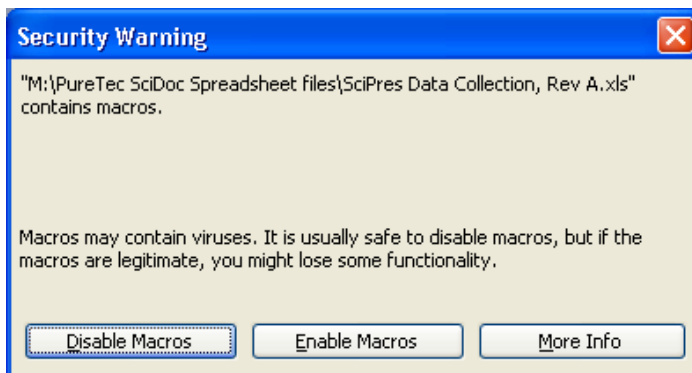 Security Warning
"M:\PureTec SciDoc Spreadsheet files\SciPres Data Collection, Rev A.xls"
contains macros.
Macros may contain viruses. It is usually safe to disable macros, but if the
macros are legitimate, you might lose some functionality.
Disable Macros Enable Macros More Info